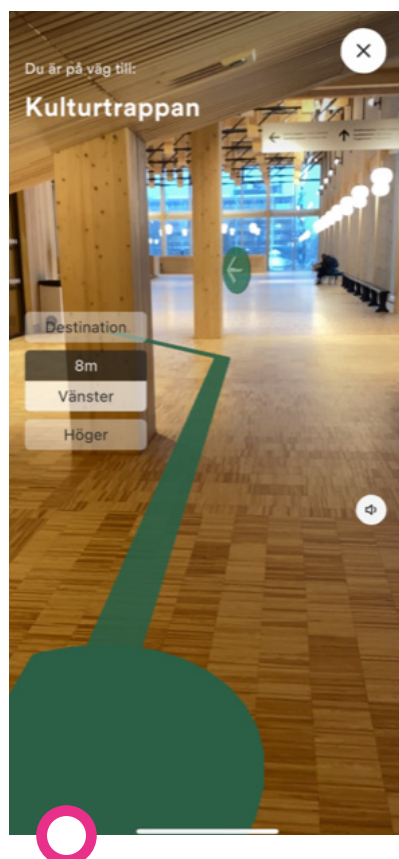 Du är på väg till:
Kulturtrappan
Destination
8m
Vänster
Höger